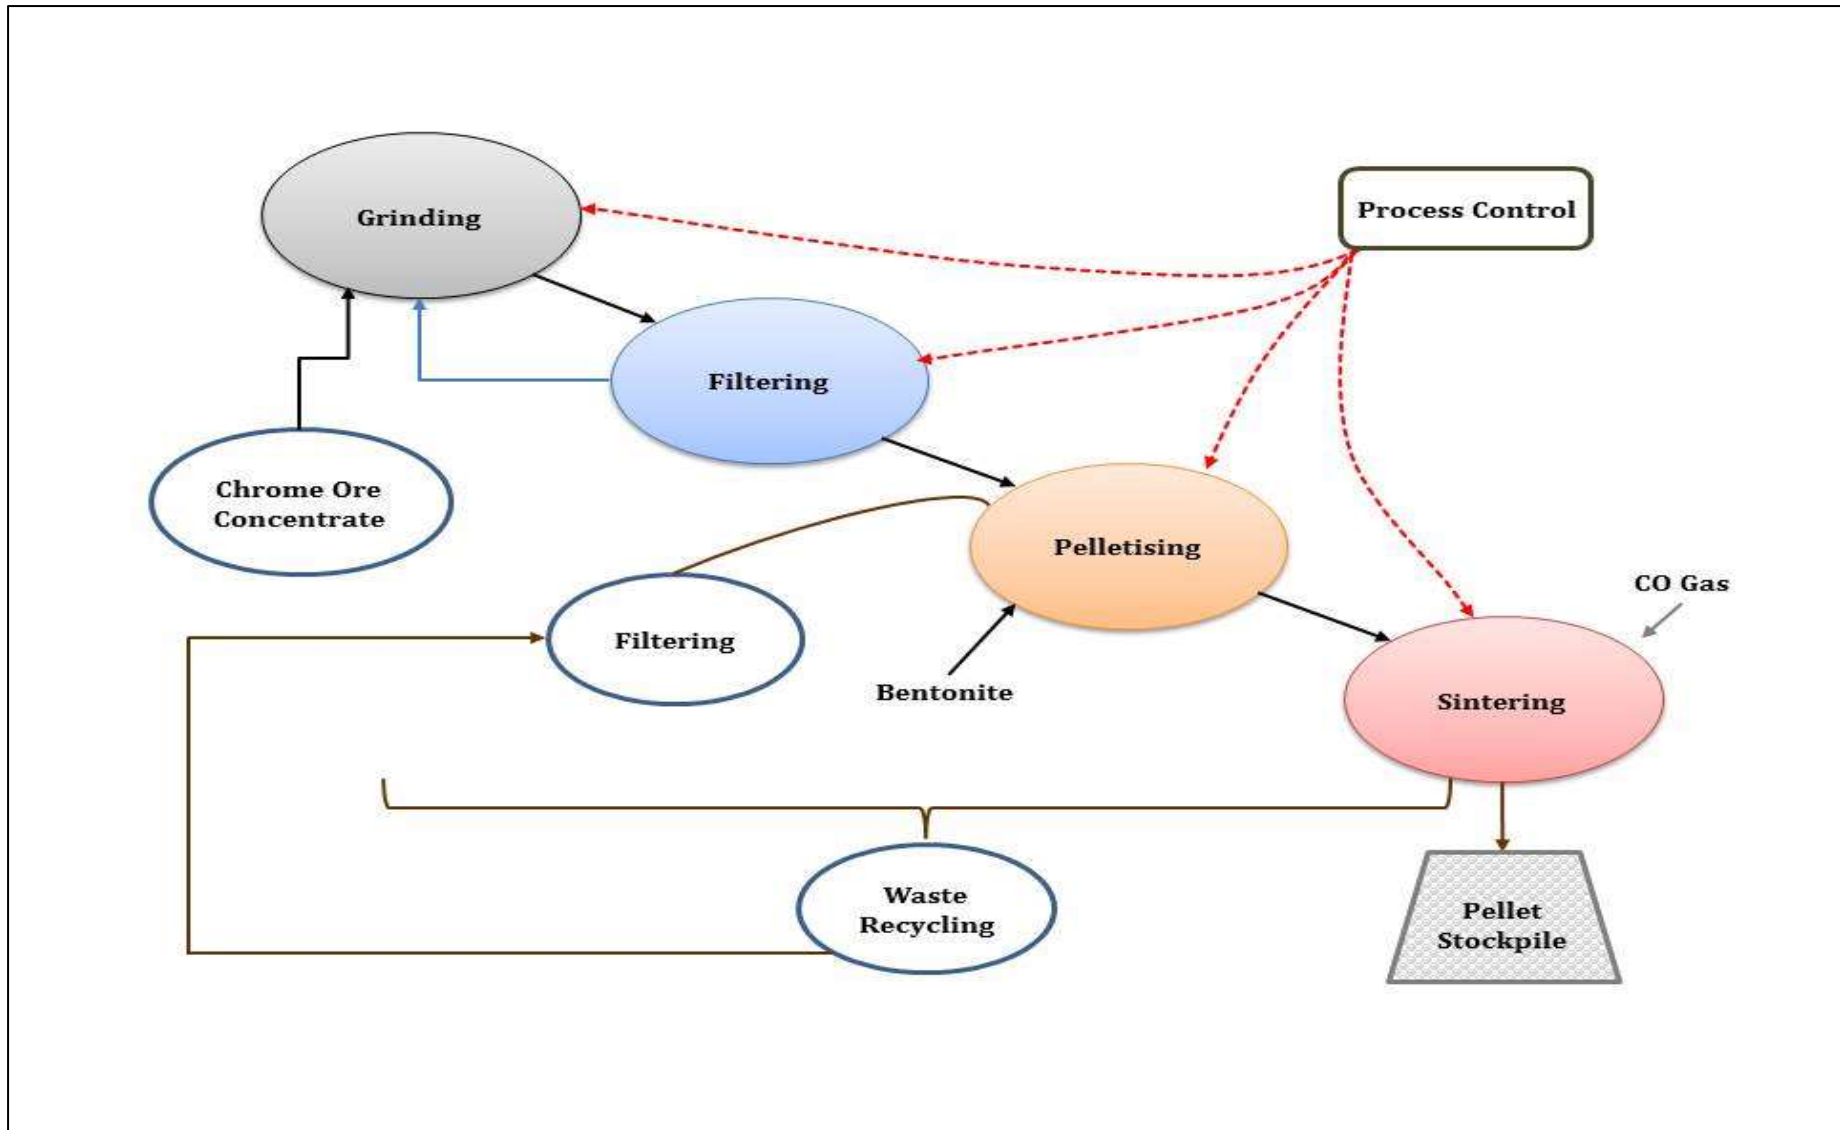 Grinding
Process Control
Filtering
Chrome Ore
Concentrate
Pelletising
CO Gas
Filtering
Bentonite
Sintering
Waste
Recycling
Pellet
Stockpile